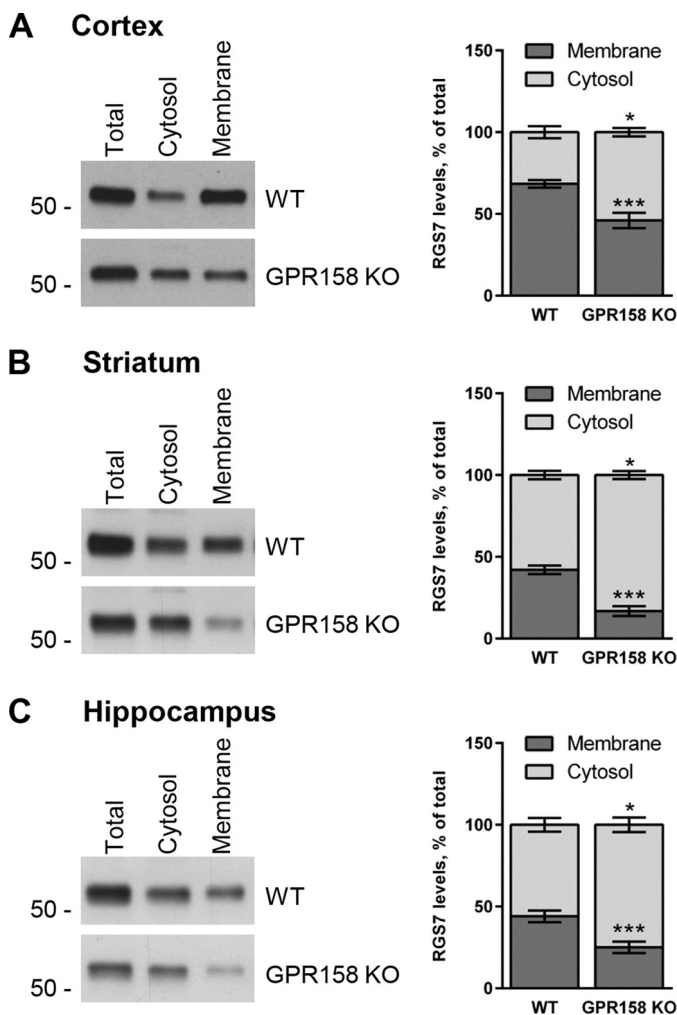 A Cortex
Total
Cytosol
Membrane
50 -
WT
50 -
GPR158 KO
RGS7 levels, % of total
150
100
50
0
Membrane
Cytosol
*
***
WT
GPR158 KO
B Striatum
Total
Cytosol
Membrane
50 -
WT
50 -
GPR158 KO
RGS7 levels, % of total
150
100
50
0
Membrane
Cytosol
*
***
WT
GPR158 KO
C Hippocampus
Total
Cytosol
Membrane
50 -
WT
50 -
GPR158 KO
RGS7 levels, % of total
150
100
50
0
Membrane
Cytosol
*
***
WT
GPR158 KO